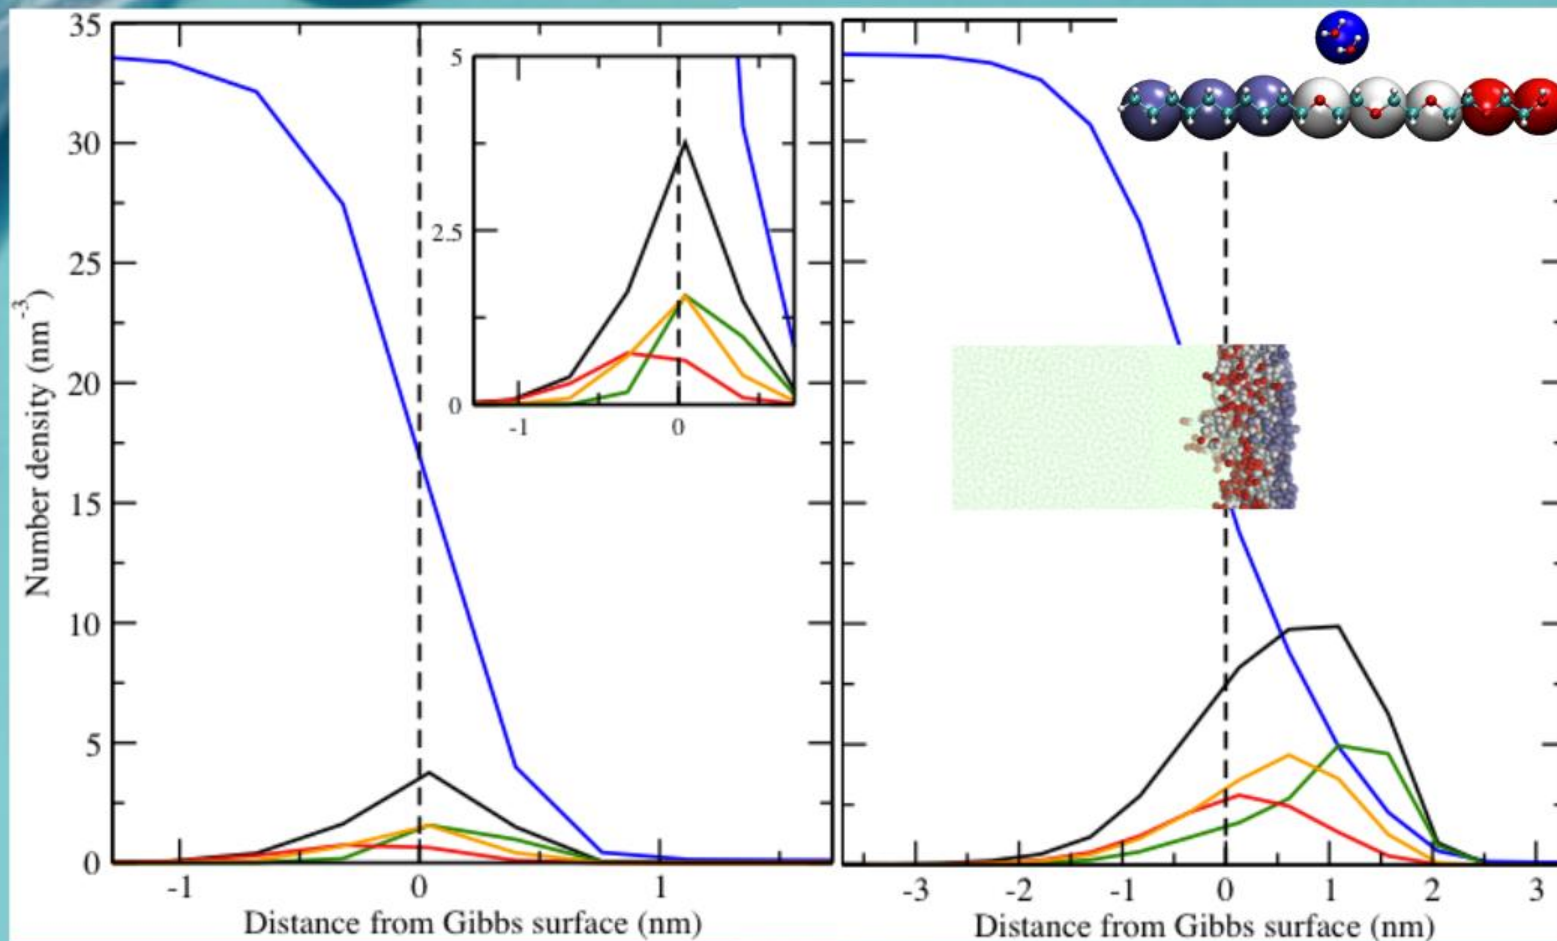 35
30
25
20
15
10
5
0
Number density (nm⁻³)
5
2.5
0
-1 0
-1 0 1
Distance from Gibbs surface (nm)
-3 -2 -1 0 1 2 3
Distance from Gibbs surface (nm)